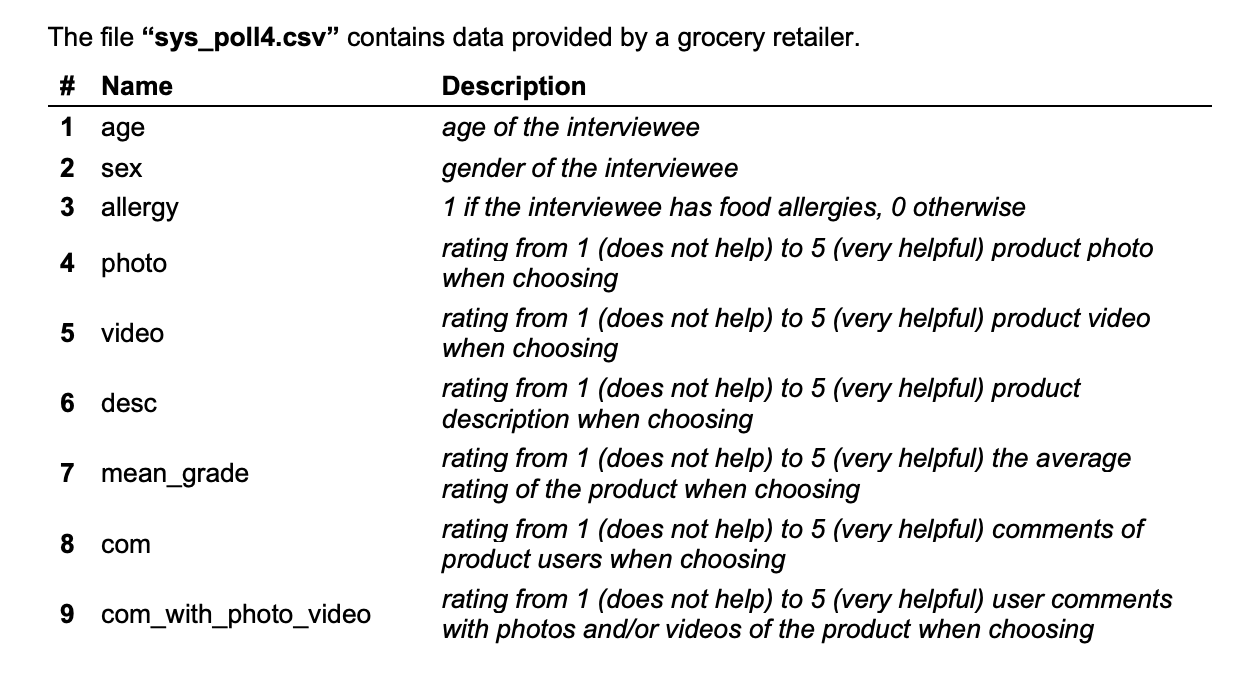 The file “sys_poll4.csv” contains data provided by a grocery retailer.
# Name Description
1 age age of the interviewee
2 sex gender of the interviewee
3 allergy 1 if the interviewee has food allergies, 0 otherwise
4 photo rating from 1 (does not help) to 5 (very helpful) product photo
when choosing
5 video rating from 1 (does not help) to 5 (very helpful) product video
when choosing
6 desc rating from 1 (does not help) to 5 (very helpful) product
description when choosing
7 mean_grade rating from 1 (does not help) to 5 (very helpful) the average
rating of the product when choosing
8 com rating from 1 (does not help) to 5 (very helpful) comments of
product users when choosing
9 com_with_photo_video rating from 1 (does not help) to 5 (very helpful) user comments
with photos and/or videos of the product when choosing